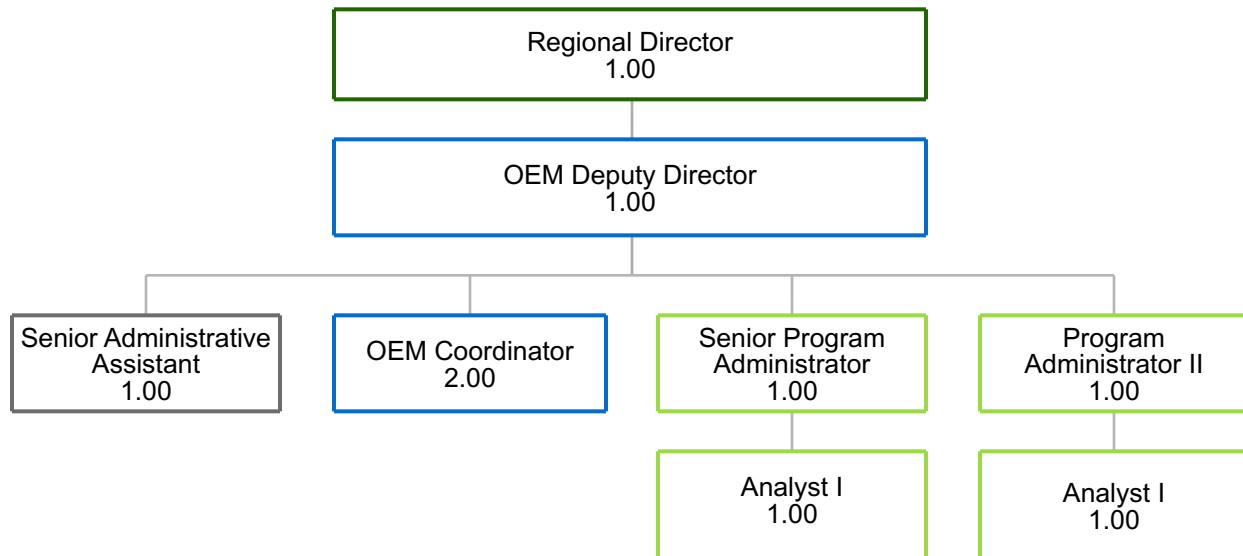 Regional Director
1.00
OEM Deputy Director
1.00
Senior Administrative
Assistant
1.00
OEM Coordinator
2.00
Senior Program
Administrator
1.00
Program
Administrator II
1.00
Analyst I
1.00
Analyst I
1.00